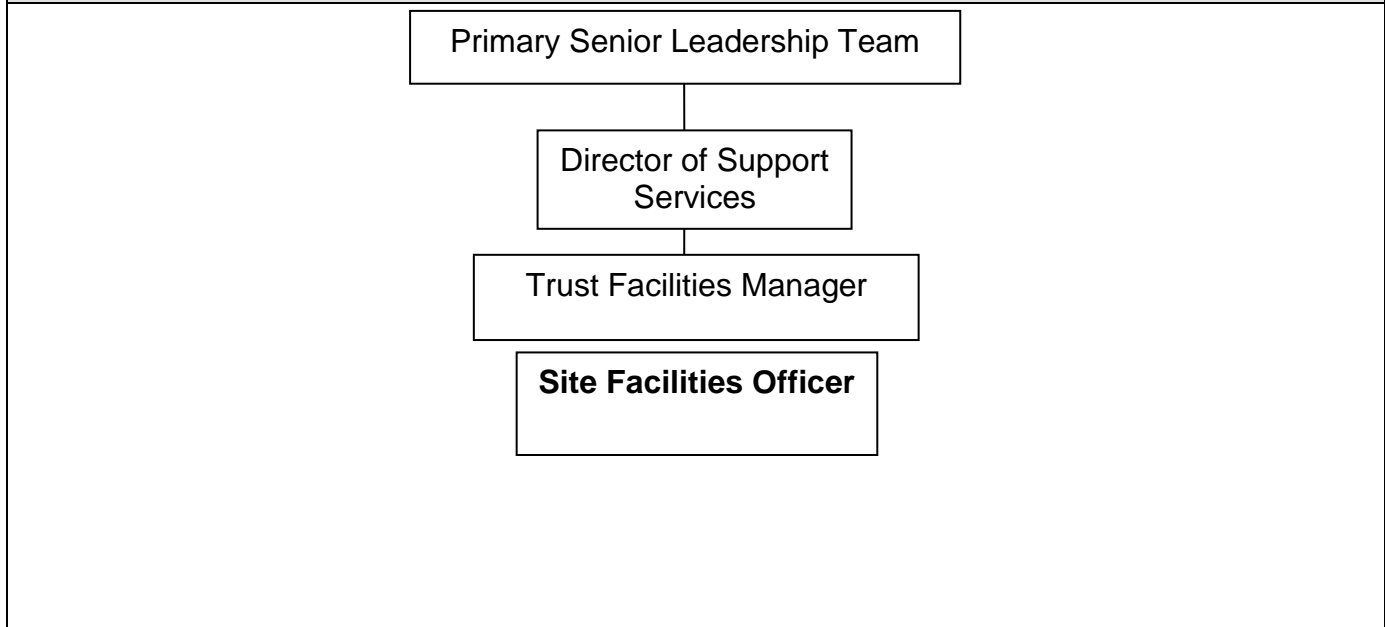 Primary Senior Leadership Team
Director of Support
Services
Trust Facilities Manager
Site Facilities Officer